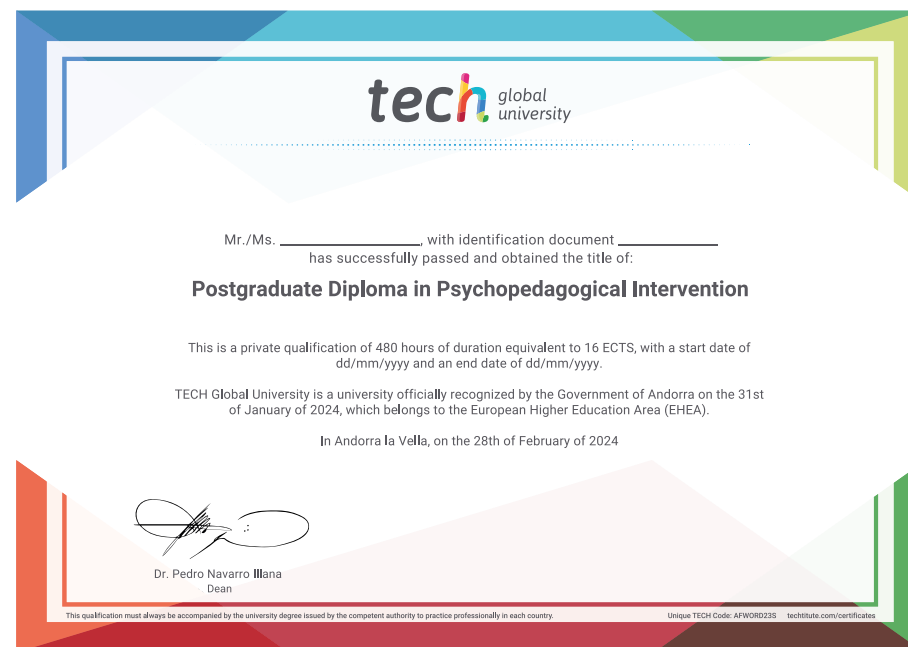 tech global university
Mr./Ms. ____________________, with identification document ______________
has successfully passed and obtained the title of:
Postgraduate Diploma in Psychopedagogical Intervention
This is a private qualification of 480 hours of duration equivalent to 16 ECTS, with a start date of
dd/mm/yyyy and an end date of dd/mm/yyyy.
TECH Global University is a university officially recognized by the Government of Andorra on the 31st
of January of 2024, which belongs to the European Higher Education Area (EHEA).
In Andorra la Vella, on the 28th of February of 2024
Dr. Pedro Navarro Illana
Dean
This qualification must always be accompanied by the university degree issued by the competent authority to practice professionally in each country.
Unique TECH Code: AFWORD23S techtitute.com/certificates